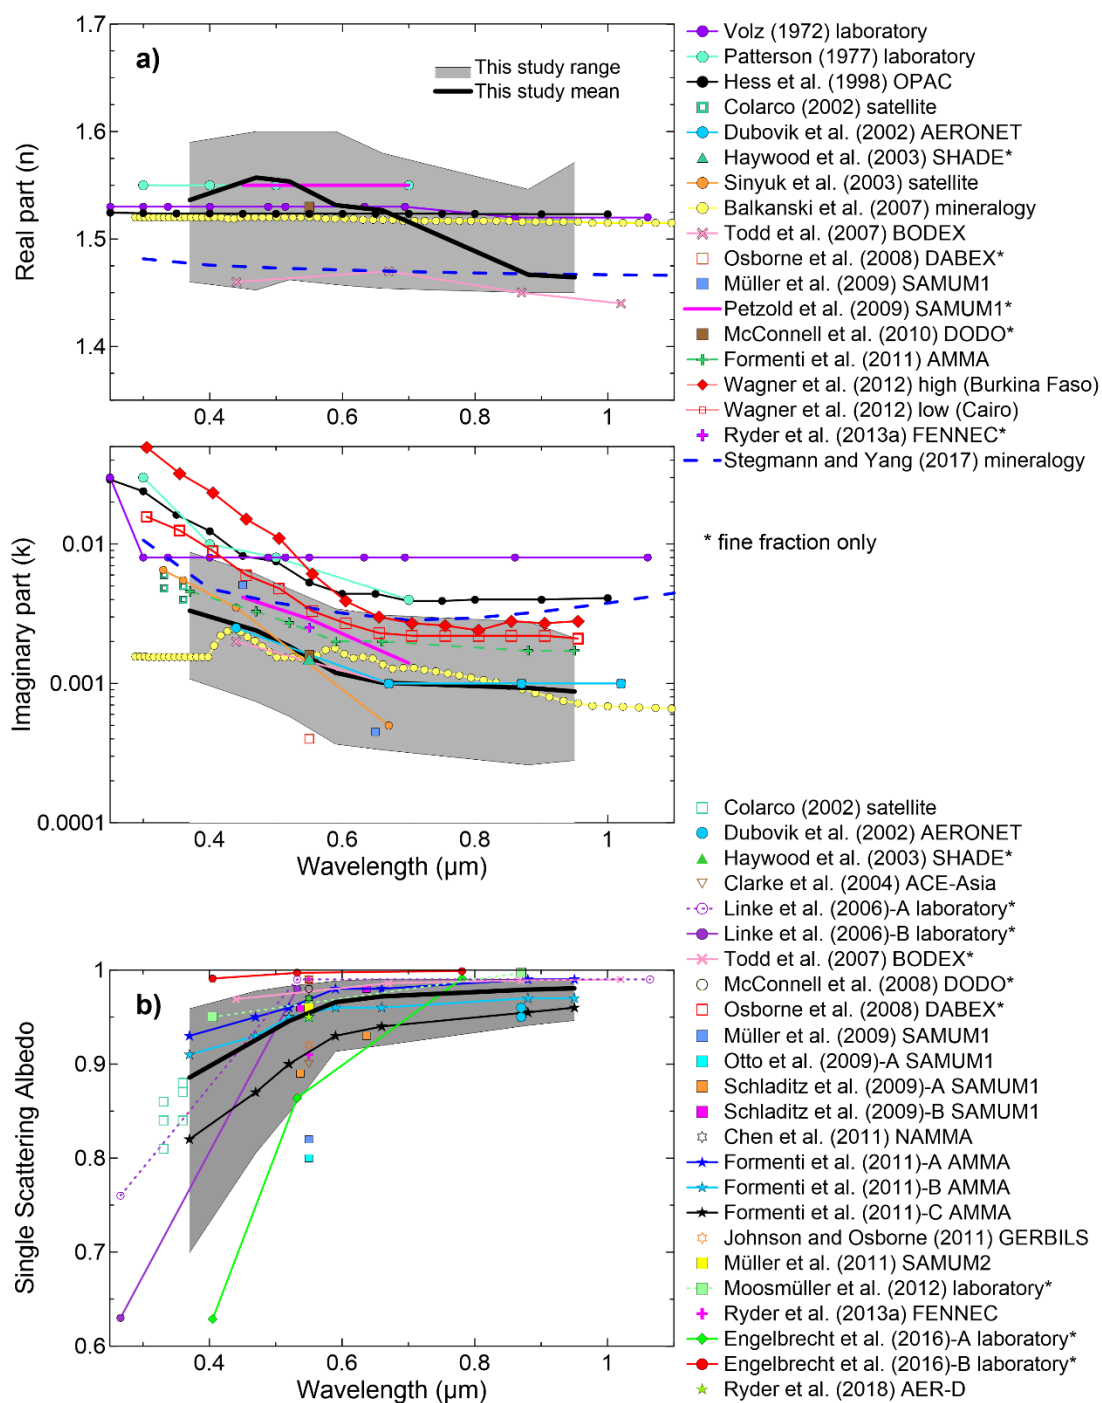 1.7
1.6
1.5
1.4
Real part (n)
a)
This study range
This study mean
0.4
0.6
0.8
1
Volz (1972) laboratory
Patterson (1977) laboratory
Hess et al. (1998) OPAC
Colarco (2002) satellite
Dubovik et al. (2002) AERONET
Haywood et al. (2003) SHADE*
Sinyuk et al. (2003) satellite
Balkanski et al. (2007) mineralogy
Todd et al. (2007) BODEX
Osborne et al. (2008) DABEX*
Müller et al. (2009) SAMUM1
Petzold et al. (2009) SAMUM1*
McConnell et al. (2010) DODO*
Formenti et al. (2011) AMMA
Wagner et al. (2012) high (Burkina Faso)
Wagner et al. (2012) low (Cairo)
Ryder et al. (2013a) FENNEC*
Stegmann and Yang (2017) mineralogy
* fine fraction only
0.01
0.001
0.0001
Imaginary part (k)
0.4
0.6
0.8
1
Wavelength (µm)
1
0.9
0.8
0.7
0.6
Single Scattering Albedo
b)
0.4
0.6
0.8
1
Wavelength (µm)
Colarco (2002) satellite
Dubovik et al. (2002) AERONET
Haywood et al. (2003) SHADE*
Clarke et al. (2004) ACE-Asia
Linke et al. (2006)-A laboratory*
Linke et al. (2006)-B laboratory*
Todd et al. (2007) BODEX*
McConnell et al. (2008) DODO*
Osborne et al. (2008) DABEX*
Müller et al. (2009) SAMUM1
Otto et al. (2009)-A SAMUM1
Schladitz et al. (2009)-A SAMUM1
Schladitz et al. (2009)-B SAMUM1
Chen et al. (2011) NAMMA
Formenti et al. (2011)-A AMMA
Formenti et al. (2011)-B AMMA
Formenti et al. (2011)-C AMMA
Johnson and Osborne (2011) GERBILS
Müller et al. (2011) SAMUM2
Moosmüller et al. (2012) laboratory*
Ryder et al. (2013a) FENNEC
Engelbrecht et al. (2016)-A laboratory*
Engelbrecht et al. (2016)-B laboratory*
Ryder et al. (2018) AER-D